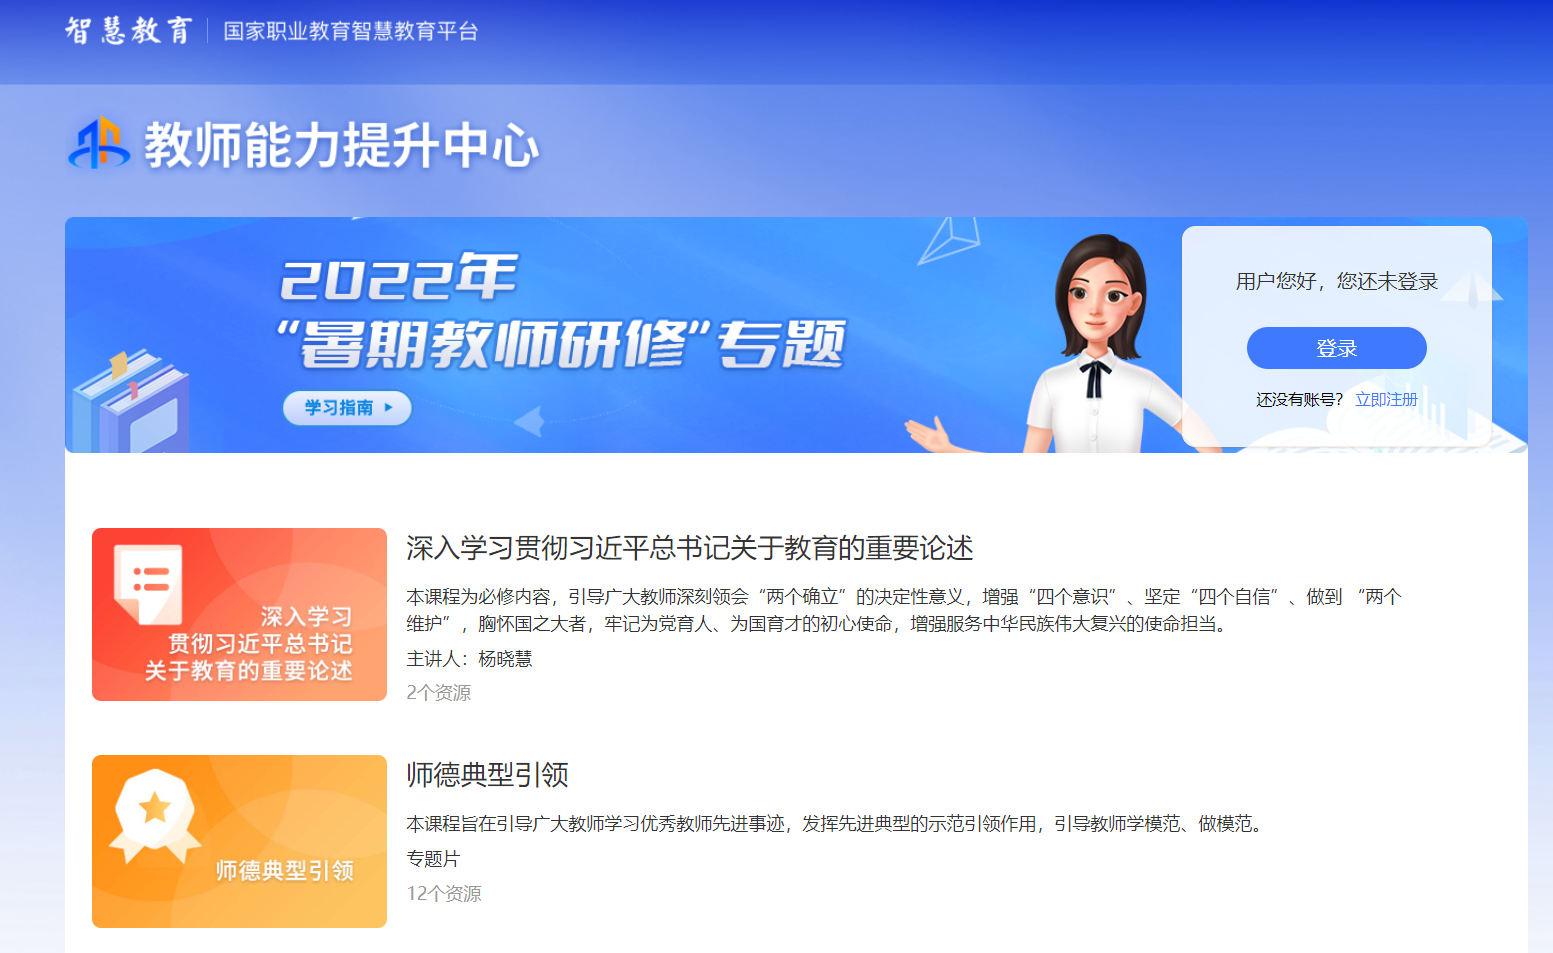 智慧教育
国家职业教育智慧教育平台
教师能力提升中心
2022年
“暑期教师研修”专题
学习指南
用户您好，您还未登录
登录
还没有账号？ 立即注册
深入学习
贯彻习近平总书记
关于教育的重要论述
深入学习贯彻习近平总书记关于教育的重要论述
本课程为必修内容，引导广大教师深刻领会“两个确立”的决定性意义，增强“四个意识”、坚定“四个自信”、做到 “两个
维护”，胸怀国之大者，牢记为党育人、为国育才的初心使命，增强服务中华民族伟大复兴的使命担当。
主讲人：杨晓慧
2个资源
师德典型引领
师德典型引领
本课程旨在引导广大教师学习优秀教师先进事迹，发挥先进典型的示范引领作用，引导教师学模范、做模范。
专题片
12个资源